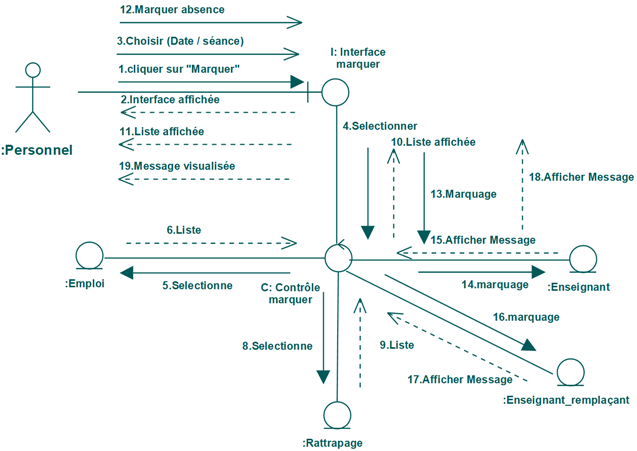 12.Marquer absence
3.Choisir (Date / séance)
I: Interface
marquer
1.cliquer sur "Marquer"
2.Interface affichée
4.Selectionner
11.Liste affichée
10.Liste affichée
:Personnel
19.Message visualisée
18.Afficher Message
13.Marquage
6.Liste
15.Afficher Message
:Emploi
5.Selectionne
C: Contrôle
marquer
14.marquage
:Enseignant
16.marquage
8.Selectionne
9.Liste
17.Afficher Message
:Enseignant_remplaçant
:Rattrapage